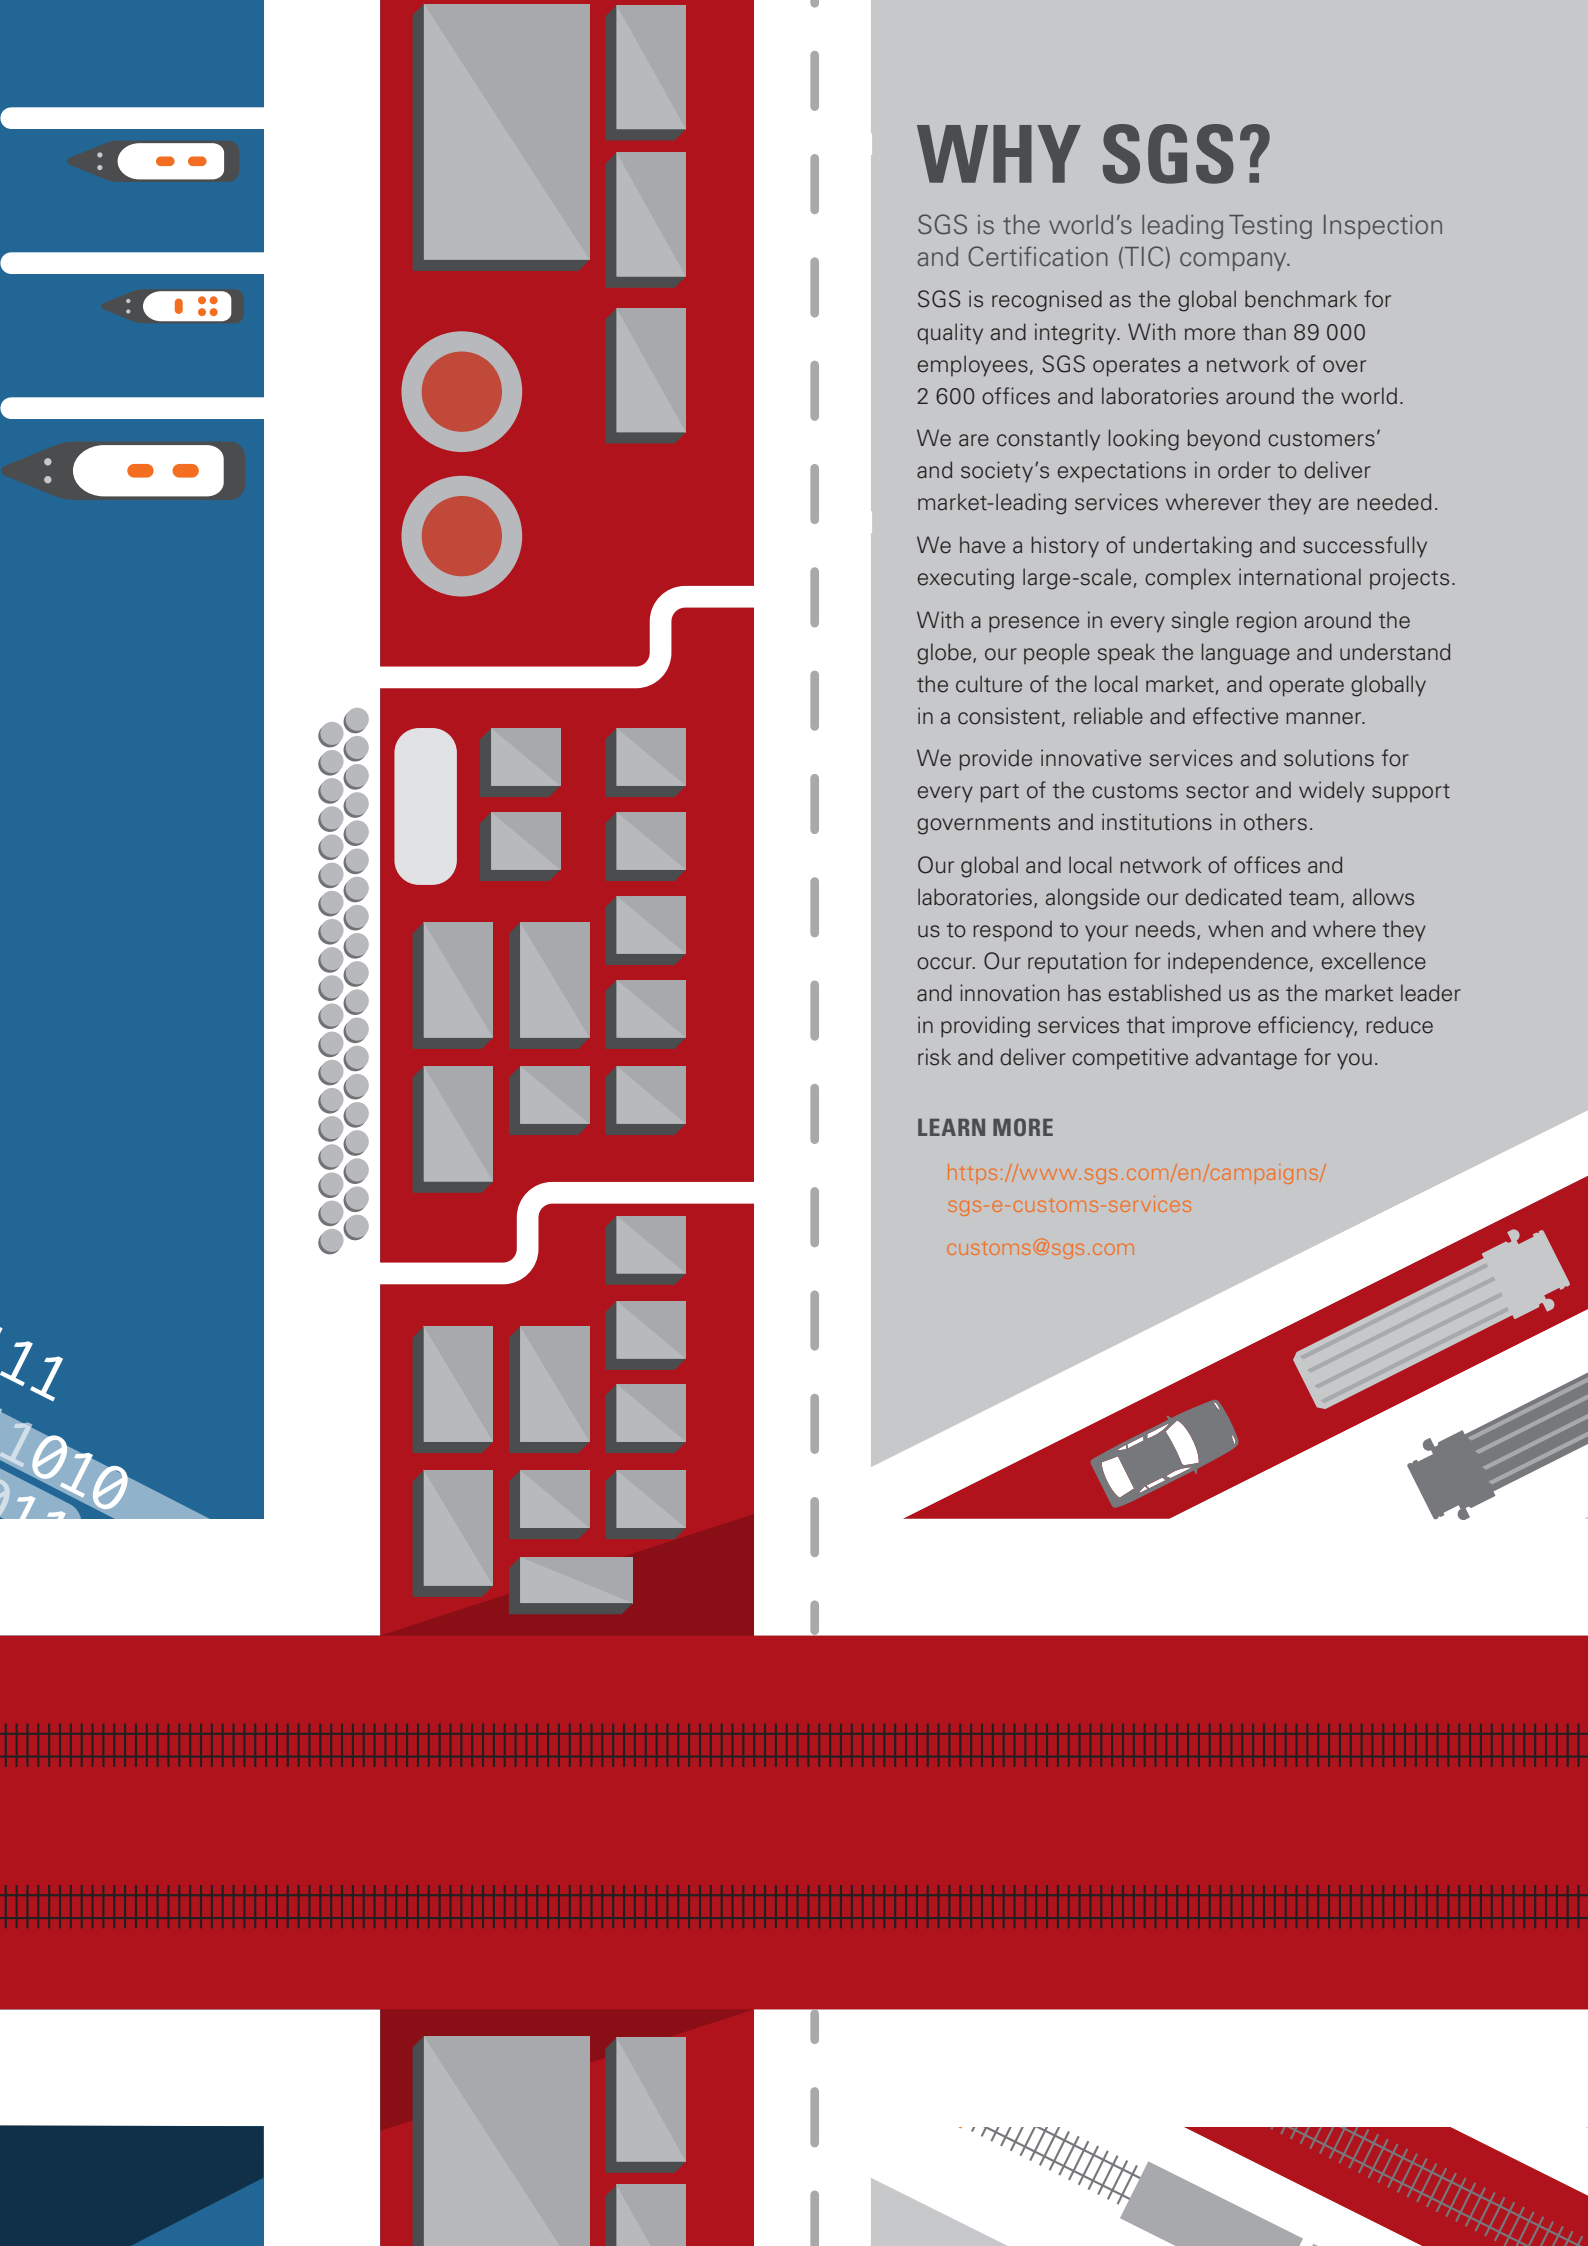 WHY SGS?
SGS is the world's leading Testing Inspection
and Certification (TIC) company.
SGS is recognised as the global benchmark for
quality and integrity. With more than 89 000
employees, SGS operates a network of over
2 600 offices and laboratories around the world.
We are constantly looking beyond customers'
and society's expectations in order to deliver
market-leading services wherever they are needed.
We have a history of undertaking and successfully
executing large-scale, complex international projects.
With a presence in every single region around the
globe, our people speak the language and understand
the culture of the local market, and operate globally
in a consistent, reliable and effective manner.
We provide innovative services and solutions for
every part of the customs sector and widely support
governments and institutions in others.
Our global and local network of offices and
laboratories, alongside our dedicated team, allows
us to respond to your needs, when and where they
occur. Our reputation for independence, excellence
and innovation has established us as the market leader
in providing services that improve efficiency, reduce
risk and deliver competitive advantage for you.
LEARN MORE
https://www.sgs.com/en/campaigns/
sgs-e-customs-services
customs@sgs.com
11
1010